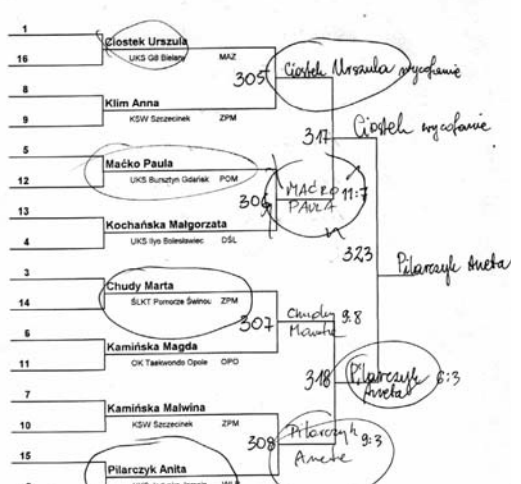 1
Ciostek Urszula
16
UKS G8 Bielany MAZ
305 Ciostek Urszula wycofanie
8
Klim Anna
9
KSW Szczecinek ZPM
317 Ciostek wycofanie
5
Maćko Paula
12
UKS Bursztyn Gdańsk POM
306 MAĆKO PAULA 11:7
13
Kochańska Małgorzata
4
UKS Ilyo Bolesławiec DŚL
323 Pilarczyk Aneta
3
Chudy Marta
14
ŚLKT Pomorze Świnou ZPM
307 Chudy 9:8
6
Kamińska Magda
11
OK Taekwondo Opole OPO
318 Pilarczyk Aneta 6:3
7
Kamińska Malwina
10
KSW Szczecinek ZPM
308 Pilarczyk Aneta 9:3
15
Pilarczyk Anita